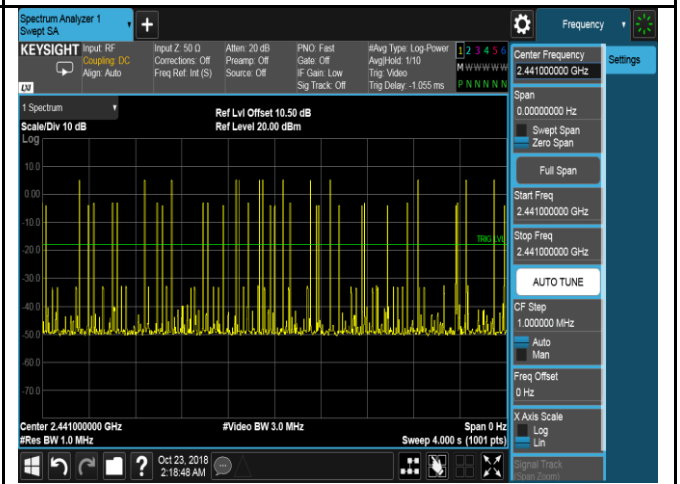 Spectrum Analyzer 1
Swept SA
+
Frequency
KEYSIGHT
Input: RF
Coupling: DC
Align: Auto
Input Z: 50 Ω
Corrections: Off
Freq Ref: Int (S)
Atten: 20 dB
Preamp: Off
Source: Off
PNO: Fast
Gate: Off
IF Gain: Low
Sig Track: Off
#Avg Type: Log-Power
Avg|Hold: 1/10
Trig: Video
Trig Delay: -1.055 ms
1 2 3 4 5 6
M W W W W W
P N N N N N
LXI
1 Spectrum
Scale/Div 10 dB
Log
Ref Lvl Offset 10.50 dB
Ref Level 20.00 dBm
10.0
0.00
-10.0
-20.0
-30.0
-40.0
-50.0
-60.0
-70.0
TRIG LVL
Center 2.441000000 GHz
#Res BW 1.0 MHz
#Video BW 3.0 MHz
Span 0 Hz
Sweep 4.000 s (1001 pts)
Center Frequency
2.441000000 GHz
Settings
Span
0.00000000 Hz
Swept Span
Zero Span
Full Span
Start Freq
2.441000000 GHz
Stop Freq
2.441000000 GHz
AUTO TUNE
CF Step
1.000000 MHz
Auto
Man
Freq Offset
0 Hz
X Axis Scale
Log
Lin
Signal Track
(Span Zoom)
?
Oct 23, 2018
2:18:48 AM